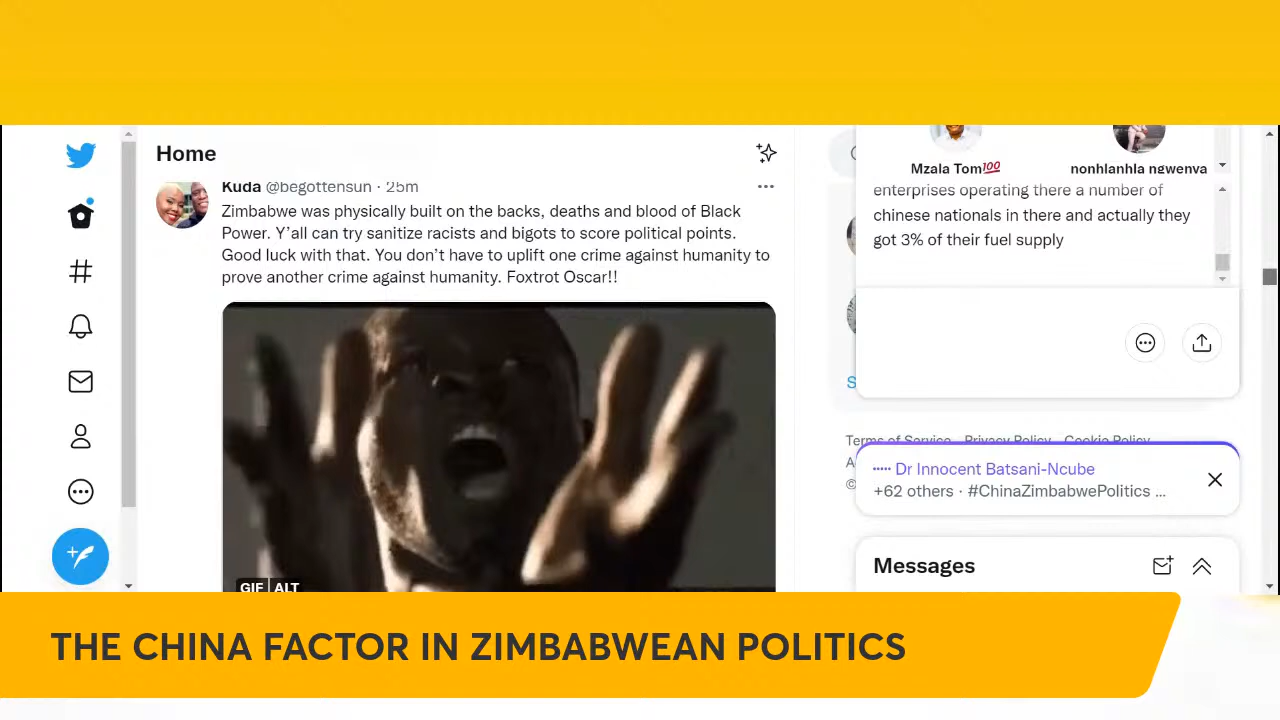 Home
Kuda @begottensun · 25m
Zimbabwe was physically built on the backs, deaths and blood of Black
Power. Y’all can try sanitize racists and bigots to score political points.
Good luck with that. You don’t have to uplift one crime against humanity to
prove another crime against humanity. Foxtrot Oscar!!
GIF ALT
Mzala Tom💯 nonhlanhla ngwenya
enterprises operating there a number of
chinese nationals in there and actually they
got 3% of their fuel supply
S
Terms of Service Privacy Policy Cookie Policy
A
©
Dr Innocent Batsani-Ncube
+62 others · #ChinaZimbabwePolitics ...
Messages
THE CHINA FACTOR IN ZIMBABWEAN POLITICS